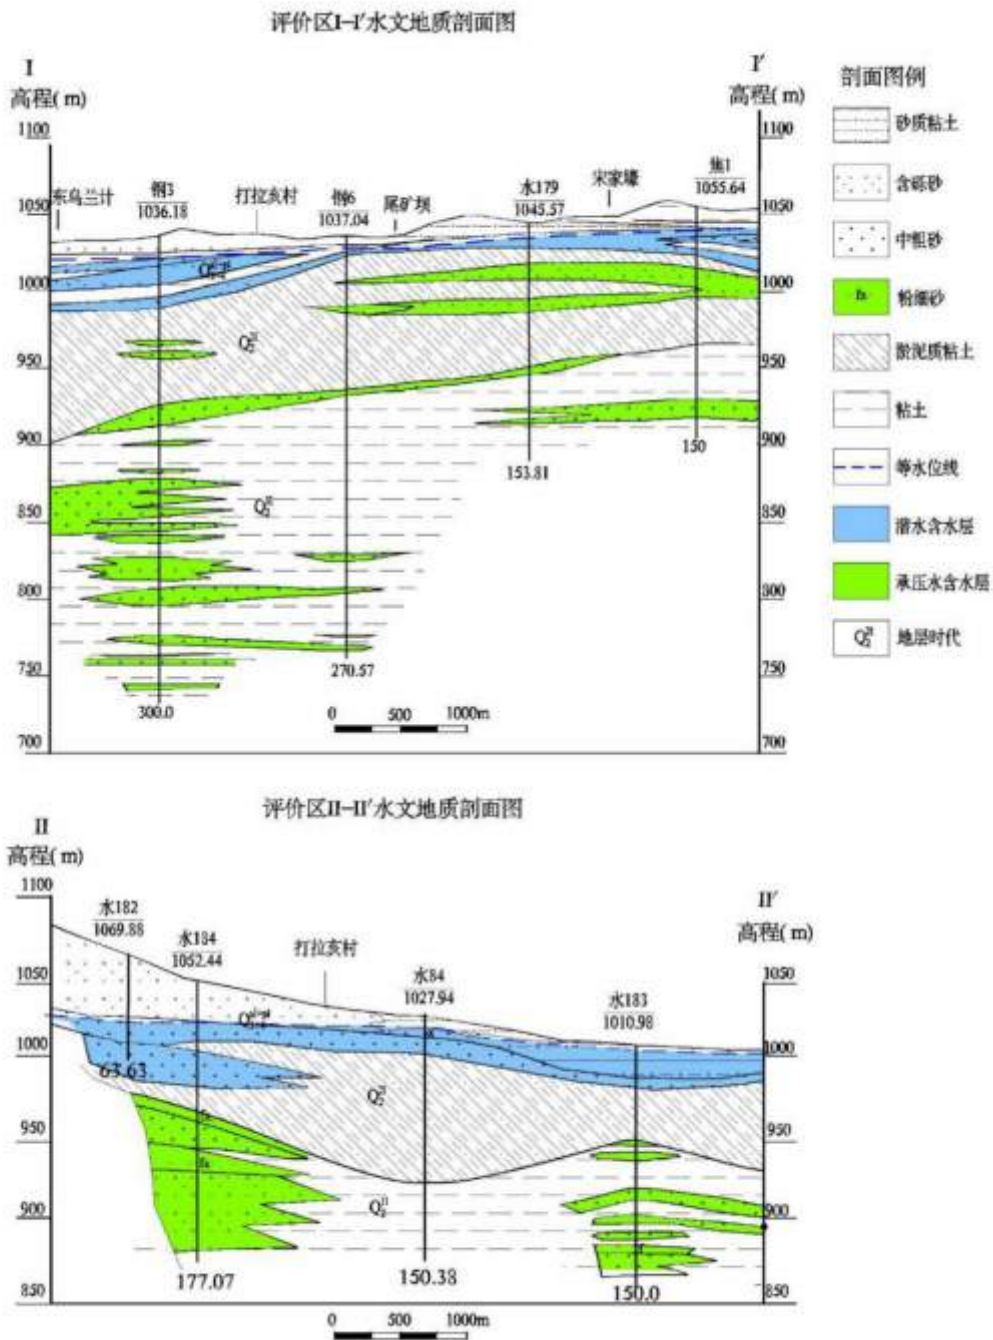 评价区I-I′水文地质剖面图
I
高程( m)
I′
高程( m)
剖面图例
1100
1050
1000
950
900
850
800
750
700
1100
1050
1000
950
900
850
800
750
700
东乌兰计
钢3
1036.18
打拉亥村
钢6
1037.04
尾矿坝
水179
1045.57
宋家壕
焦1
1055.64
153.81
150
270.57
300.0
0 500 1000m
砂质粘土
含砾砂
中粗砂
粉细砂
淤泥质粘土
粘土
等水位线
潜水含水层
承压水含水层
地层时代
评价区II-II′水文地质剖面图
II
高程( m)
II′
高程( m)
1100
1050
1000
950
900
850
1050
1000
950
900
850
水182
1069.88
水184
1052.44
打拉亥村
水84
1027.94
水183
1010.98
63.63
177.07
150.38
150.0
0 500 1000m